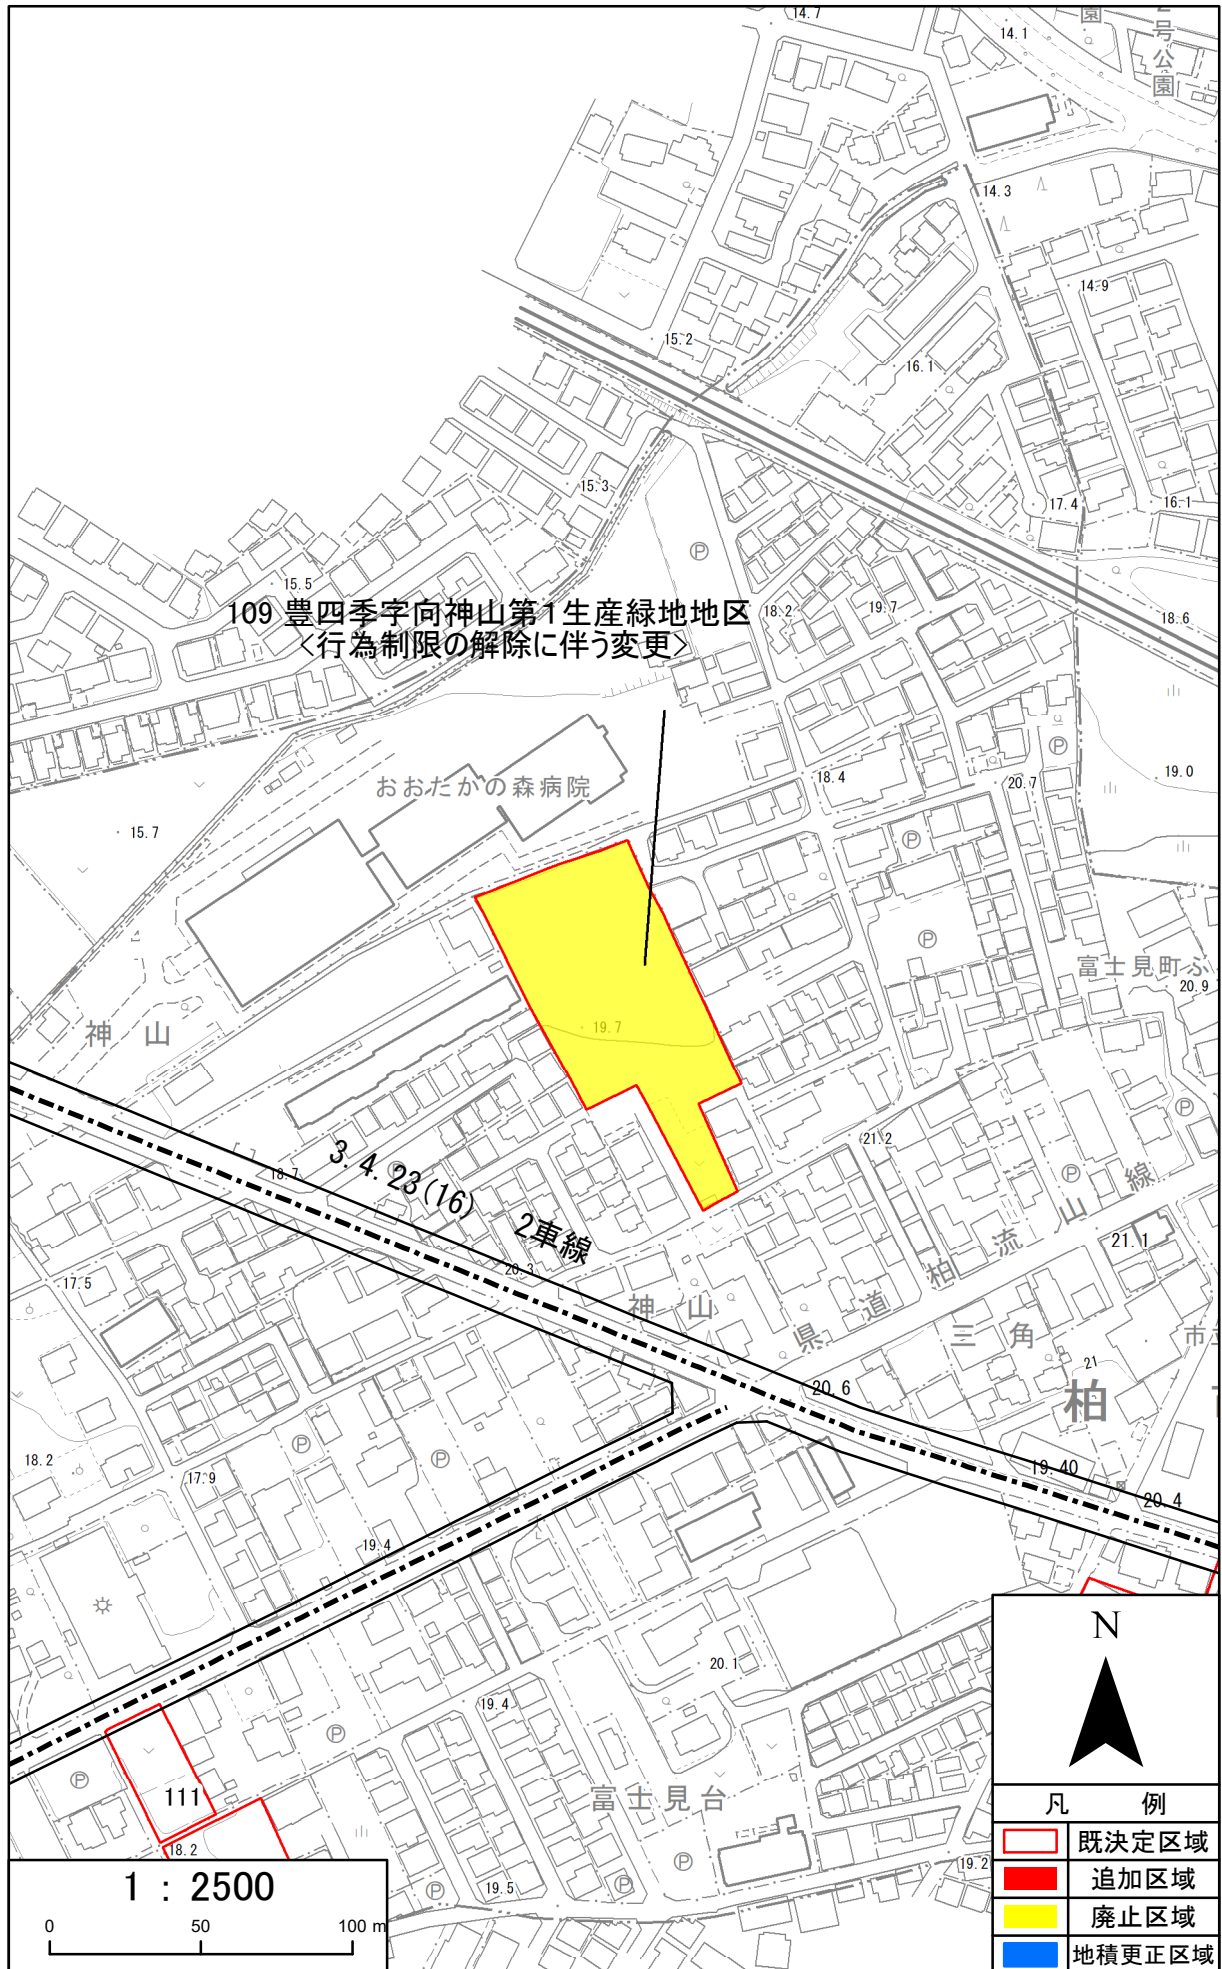 14.7
園
14.1
2号公園
14.3
14.9
15.2
16.1
15.3
17.4
16.1
15.5
109 豊四季字向神山第1生産緑地地区
<行為制限の解除に伴う変更>
18.2
19.7
18.6
P
P
おおたかの森病院
18.4
20.7
19.0
15.7
P
P
富士見町ふ
20.9
神山
19.7
P
21.2
3.4.23(16)
2車線
18.7
P
県道柏流山線
21.1
17.5
20.3
神山
三角
市立
21
20.6
柏市
P
P
18.2
17.9
19.40
20.4
19.4
20.1
19.4
P
P
111
富士見台
18.2
P
19.2
P
19.5
P
N
凡例
既決定区域
追加区域
廃止区域
地積更正区域
1 : 2500
0 50 100 m